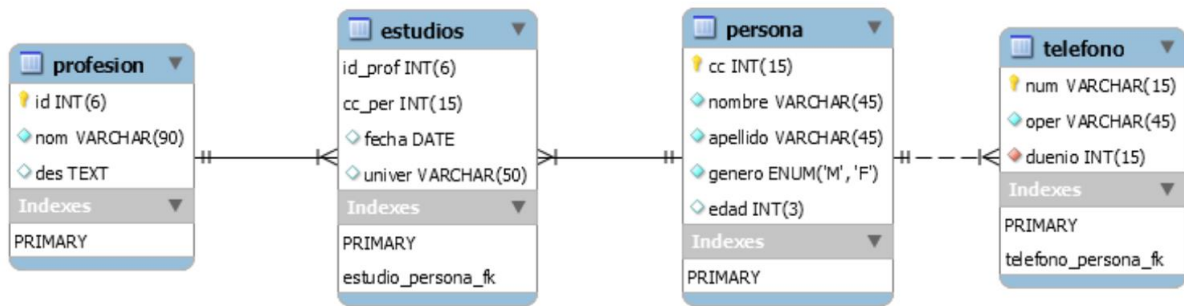 profesion
id INT(6)
nom VARCHAR(90)
des TEXT
Indexes
PRIMARY
estudios
id_prof INT(6)
cc_per INT(15)
fecha DATE
univer VARCHAR(50)
Indexes
PRIMARY
estudio_persona_fk
persona
cc INT(15)
nombre VARCHAR(45)
apellido VARCHAR(45)
genero ENUM('M', 'F')
edad INT(3)
Indexes
PRIMARY
telefono
num VARCHAR(15)
oper VARCHAR(45)
duenio INT(15)
Indexes
PRIMARY
telefono_persona_fk